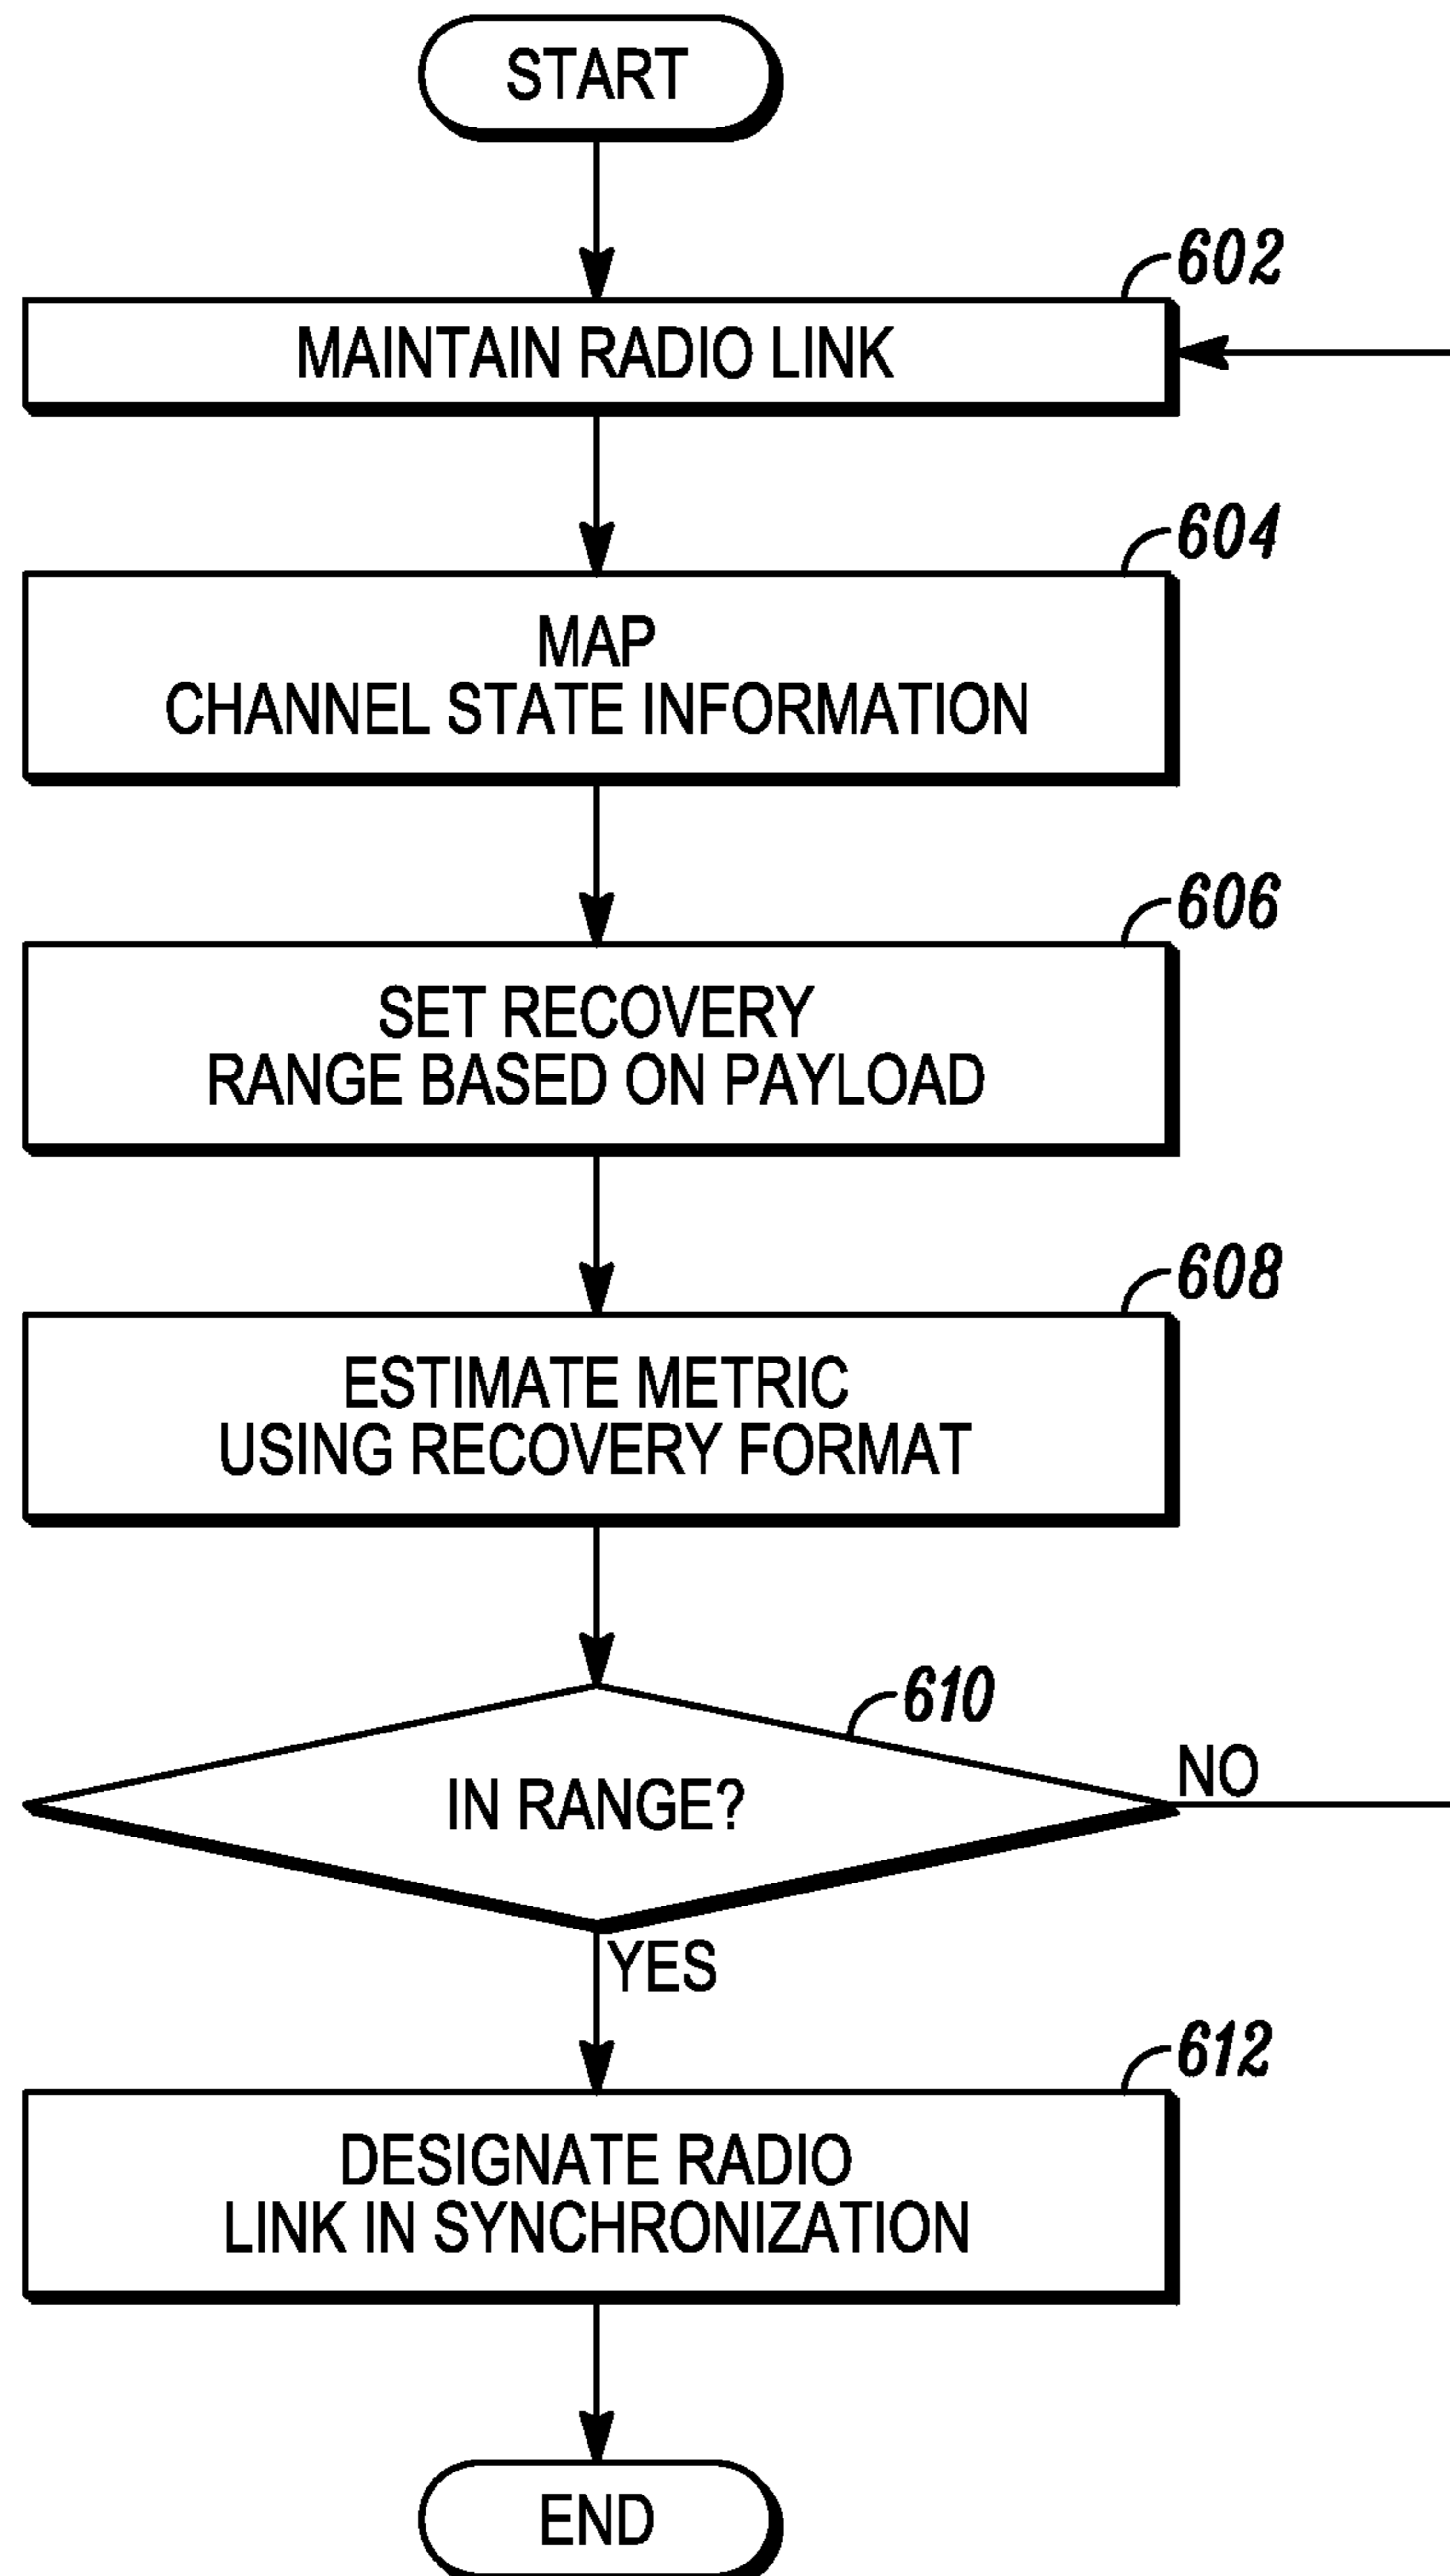 START
602
MAINTAIN RADIO LINK
604
MAP
CHANNEL STATE INFORMATION
606
SET RECOVERY
RANGE BASED ON PAYLOAD
608
ESTIMATE METRIC
USING RECOVERY FORMAT
610
IN RANGE?
NO
YES
612
DESIGNATE RADIO
LINK IN SYNCHRONIZATION
END